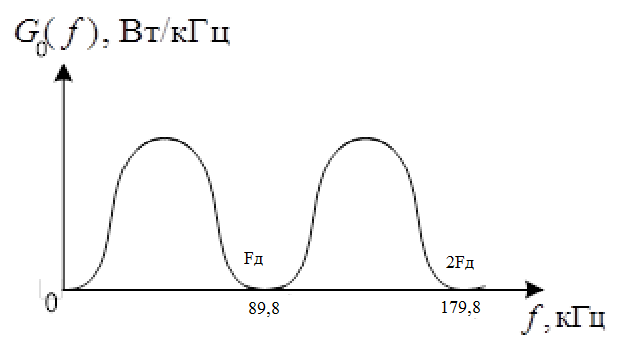 G₀(f), Вт/кГц
Fд
2Fд
0
89,8
179,8
f, кГц